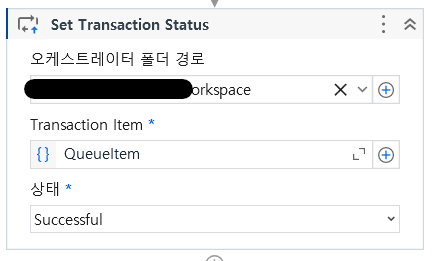 Set Transaction Status
오케스트레이터 폴더 경로
orkspace
Transaction Item *
{} QueueItem
상태 *
Successful